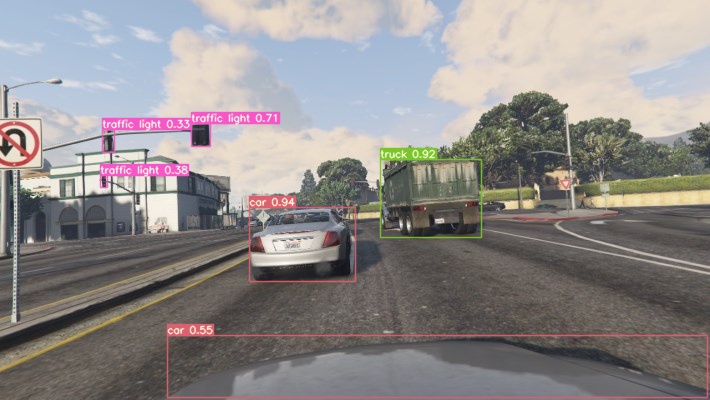 traffic light 0.33
traffic light 0.71
truck 0.92
traffic light 0.38
car 0.94
car 0.55